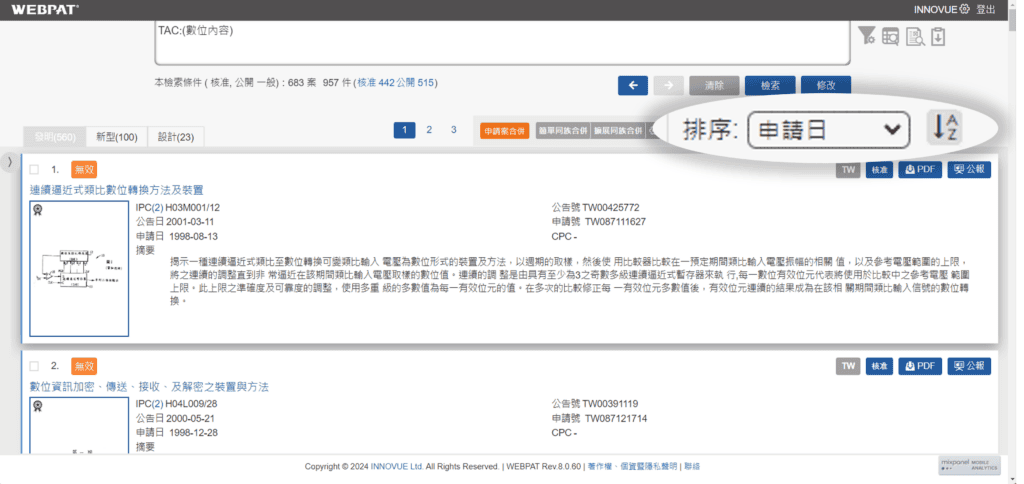 WEBPAT
INNOVUE 登出
TAC:(數位內容)
本檢索條件 ( 核准, 公開 一般) : 683 案 957 件 (核准 442 公開 515)
清除 檢索 修改
發明(560) 新型(100) 設計(23)
1 2 3
申請案合併 簡單同族合併 擴展同族合併
排序: 申請日
1. 無效
TW 核准 PDF 公報
連續逼近式類比數位轉換方法及裝置
IPC(2) H03M001/12 公告號 TW00425772
公告日 2001-03-11 申請號 TW087111627
申請日 1998-08-13 CPC -
摘要
揭示一種連續逼近式類比至數位轉換可變類比輸入 電壓為數位形式的裝置及方法，以週期的取樣，然後使 用比較器比較在一預定期間類比輸入電壓振幅的相關 值，以及參考電壓範圍的上限，
將之連續的調整直到非 常逼近在該期間類比輸入電壓取樣的數位值。連續的調 整是由具有至少為3之奇數多級連續逼近式暫存器來執 行,每一數位有效位元代表將使用於比較中之參考電壓 範圍
上限。此上限之準確度及可靠度的調整，使用多重 級的多數值為每一有效位元的值。在多次的比較修正每 一有效位元多數值後，有效位元連續的結果成為在該相 關期間類比輸入信號的數位轉
換。
2. 無效
TW 核准 PDF 公報
數位資訊加密、傳送、接收、及解密之裝置與方法
IPC(2) H04L009/28 公告號 TW00391119
公告日 2000-05-21 申請號 TW087121714
申請日 1998-12-28 CPC -
摘要
Copyright © 2024 INNOVUE Ltd. All Rights Reserved. | WEBPAT Rev.8.0.60 | 著作權、個資暨隱私聲明 | 聯絡
mixpanel MOBILE ANALYTICS